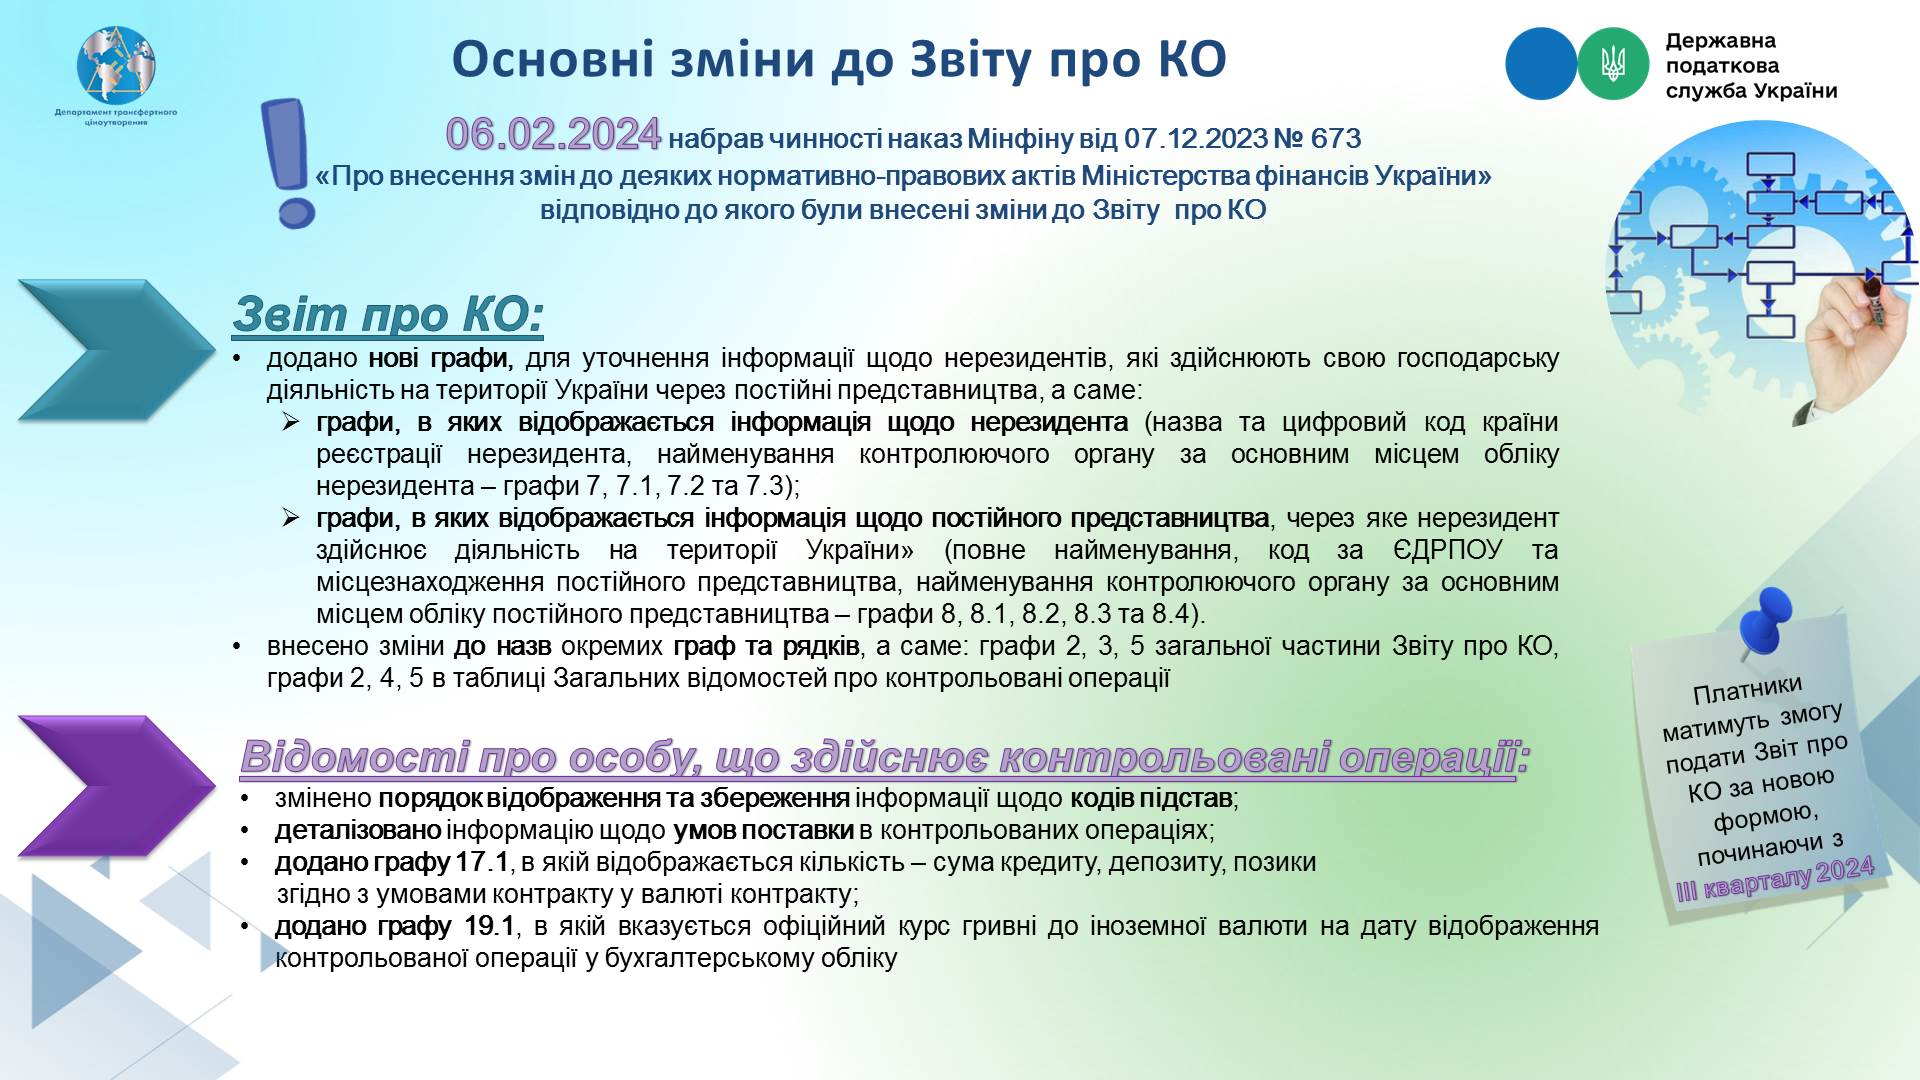 Департамент трансфертного
ціноутворення
Основні зміни до Звіту про КО
Державна
податкова
служба України
06.02.2024 набрав чинності наказ Мінфіну від 07.12.2023 № 673
«Про внесення змін до деяких нормативно-правових актів Міністерства фінансів України»
відповідно до якого були внесені зміни до Звіту про КО
Звіт про КО:
• додано нові графи, для уточнення інформації щодо нерезидентів, які здійснюють свою господарську
діяльність на території України через постійні представництва, а саме:
➢ графи, в яких відображається інформація щодо нерезидента (назва та цифровий код країни
реєстрації нерезидента, найменування контролюючого органу за основним місцем обліку
нерезидента – графи 7, 7.1, 7.2 та 7.3);
➢ графи, в яких відображається інформація щодо постійного представництва, через яке нерезидент
здійснює діяльність на території України» (повне найменування, код за ЄДРПОУ та
місцезнаходження постійного представництва, найменування контролюючого органу за основним
місцем обліку постійного представництва – графи 8, 8.1, 8.2, 8.3 та 8.4).
• внесено зміни до назв окремих граф та рядків, а саме: графи 2, 3, 5 загальної частини Звіту про КО,
графи 2, 4, 5 в таблиці Загальних відомостей про контрольовані операції
Відомості про особу, що здійснює контрольовані операції:
• змінено порядок відображення та збереження інформації щодо кодів підстав;
• деталізовано інформацію щодо умов поставки в контрольованих операціях;
• додано графу 17.1, в якій відображається кількість – сума кредиту, депозиту, позики
згідно з умовами контракту у валюті контракту;
• додано графу 19.1, в якій вказується офіційний курс гривні до іноземної валюти на дату відображення
контрольованої операції у бухгалтерському обліку
Платники
матимуть змогу
подати Звіт про
КО за новою
формою,
починаючи з
III кварталу 2024